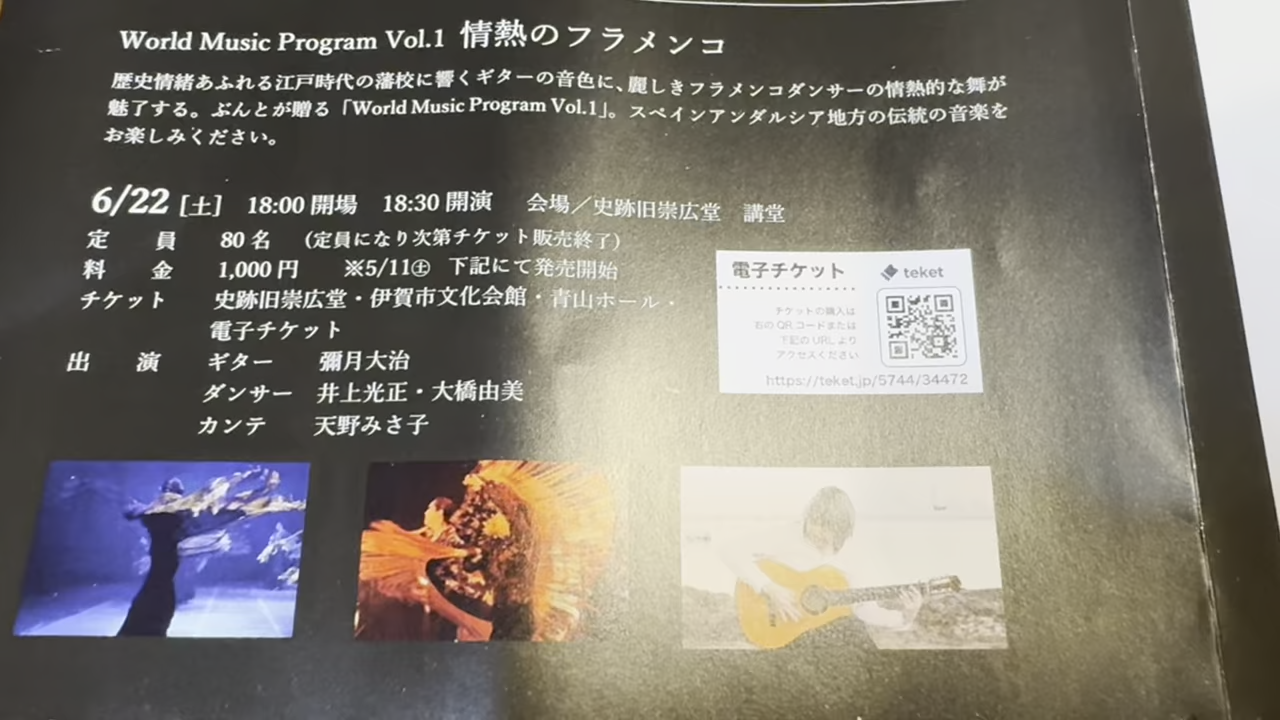 World Music Program Vol.1 情熱のフラメンコ
歴史情緒あふれる江戸時代の藩校に響くギターの音色に、麗しきフラメンコダンサーの情熱的な舞が
魅了する。ぶんとが贈る「World Music Program Vol.1」。スペインアンダルシア地方の伝統の音楽を
お楽しみください。
6/22 [土] 18:00 開場 18:30 開演 会場／史跡旧崇広堂 講堂
定員 80名 (定員になり次第チケット販売終了)
料金 1,000円 ※5/11㊏ 下記にて発売開始
チケット 史跡旧崇広堂・伊賀市文化会館・青山ホール・
電子チケット
出演 ギター 彌月大治
ダンサー 井上光正・大橋由美
カンテ 天野みさ子
電子チケット teket
チケットの購入は
右のQRコードまたは
下記のURLより
アクセスください
https://teket.jp/5744/34472